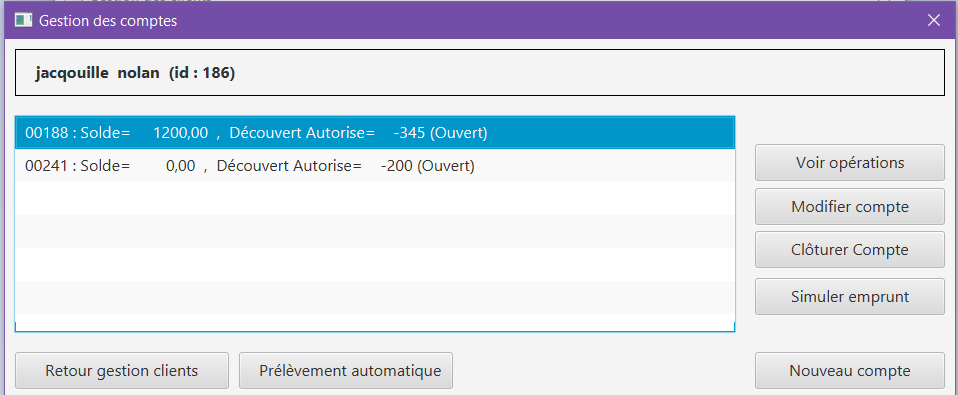 Gestion des comptes
jacqouille nolan (id : 186)
00188 : Solde= 1200,00 , Découvert Autorise= -345 (Ouvert)
00241 : Solde= 0,00 , Découvert Autorise= -200 (Ouvert)
Voir opérations
Modifier compte
Clôturer Compte
Simuler emprunt
Retour gestion clients
Prélèvement automatique
Nouveau compte